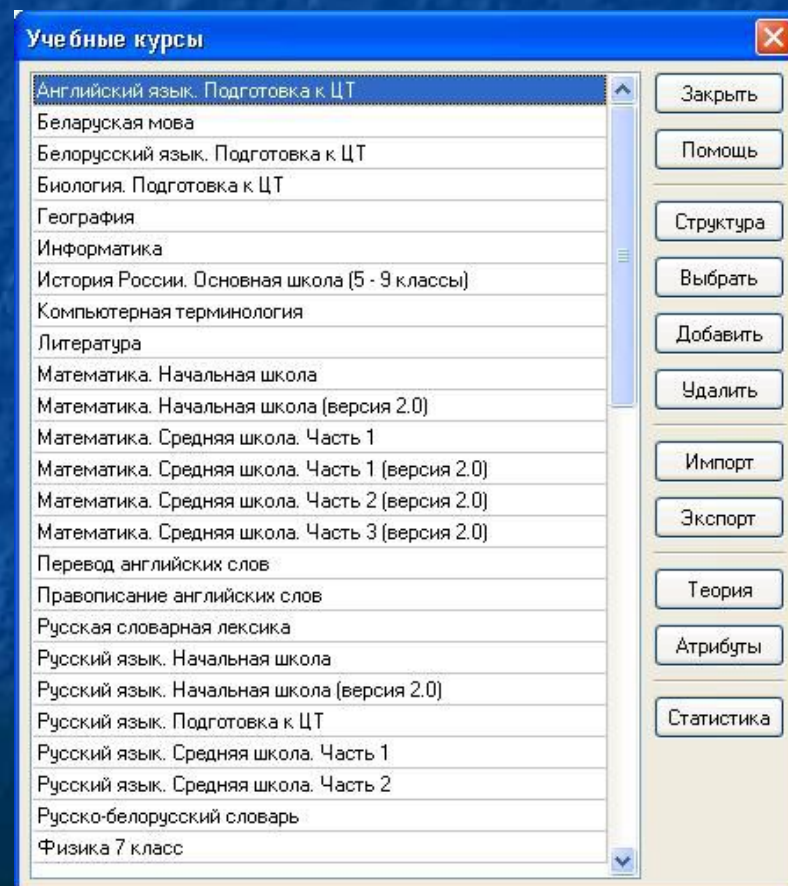 Учебные курсы
Английский язык. Подготовка к ЦТ
Беларуская мова
Белорусский язык. Подготовка к ЦТ
Биология. Подготовка к ЦТ
География
Информатика
История России. Основная школа (5 - 9 классы)
Компьютерная терминология
Литература
Математика. Начальная школа
Математика. Начальная школа (версия 2.0)
Математика. Средняя школа. Часть 1
Математика. Средняя школа. Часть 1 (версия 2.0)
Математика. Средняя школа. Часть 2 (версия 2.0)
Математика. Средняя школа. Часть 3 (версия 2.0)
Перевод английских слов
Правописание английских слов
Русская словарная лексика
Русский язык. Начальная школа
Русский язык. Начальная школа (версия 2.0)
Русский язык. Подготовка к ЦТ
Русский язык. Средняя школа. Часть 1
Русский язык. Средняя школа. Часть 2
Русско-белорусский словарь
Физика 7 класс
Закрыть
Помощь
Структура
Выбрать
Добавить
Удалить
Импорт
Экспорт
Теория
Атрибуты
Статистика